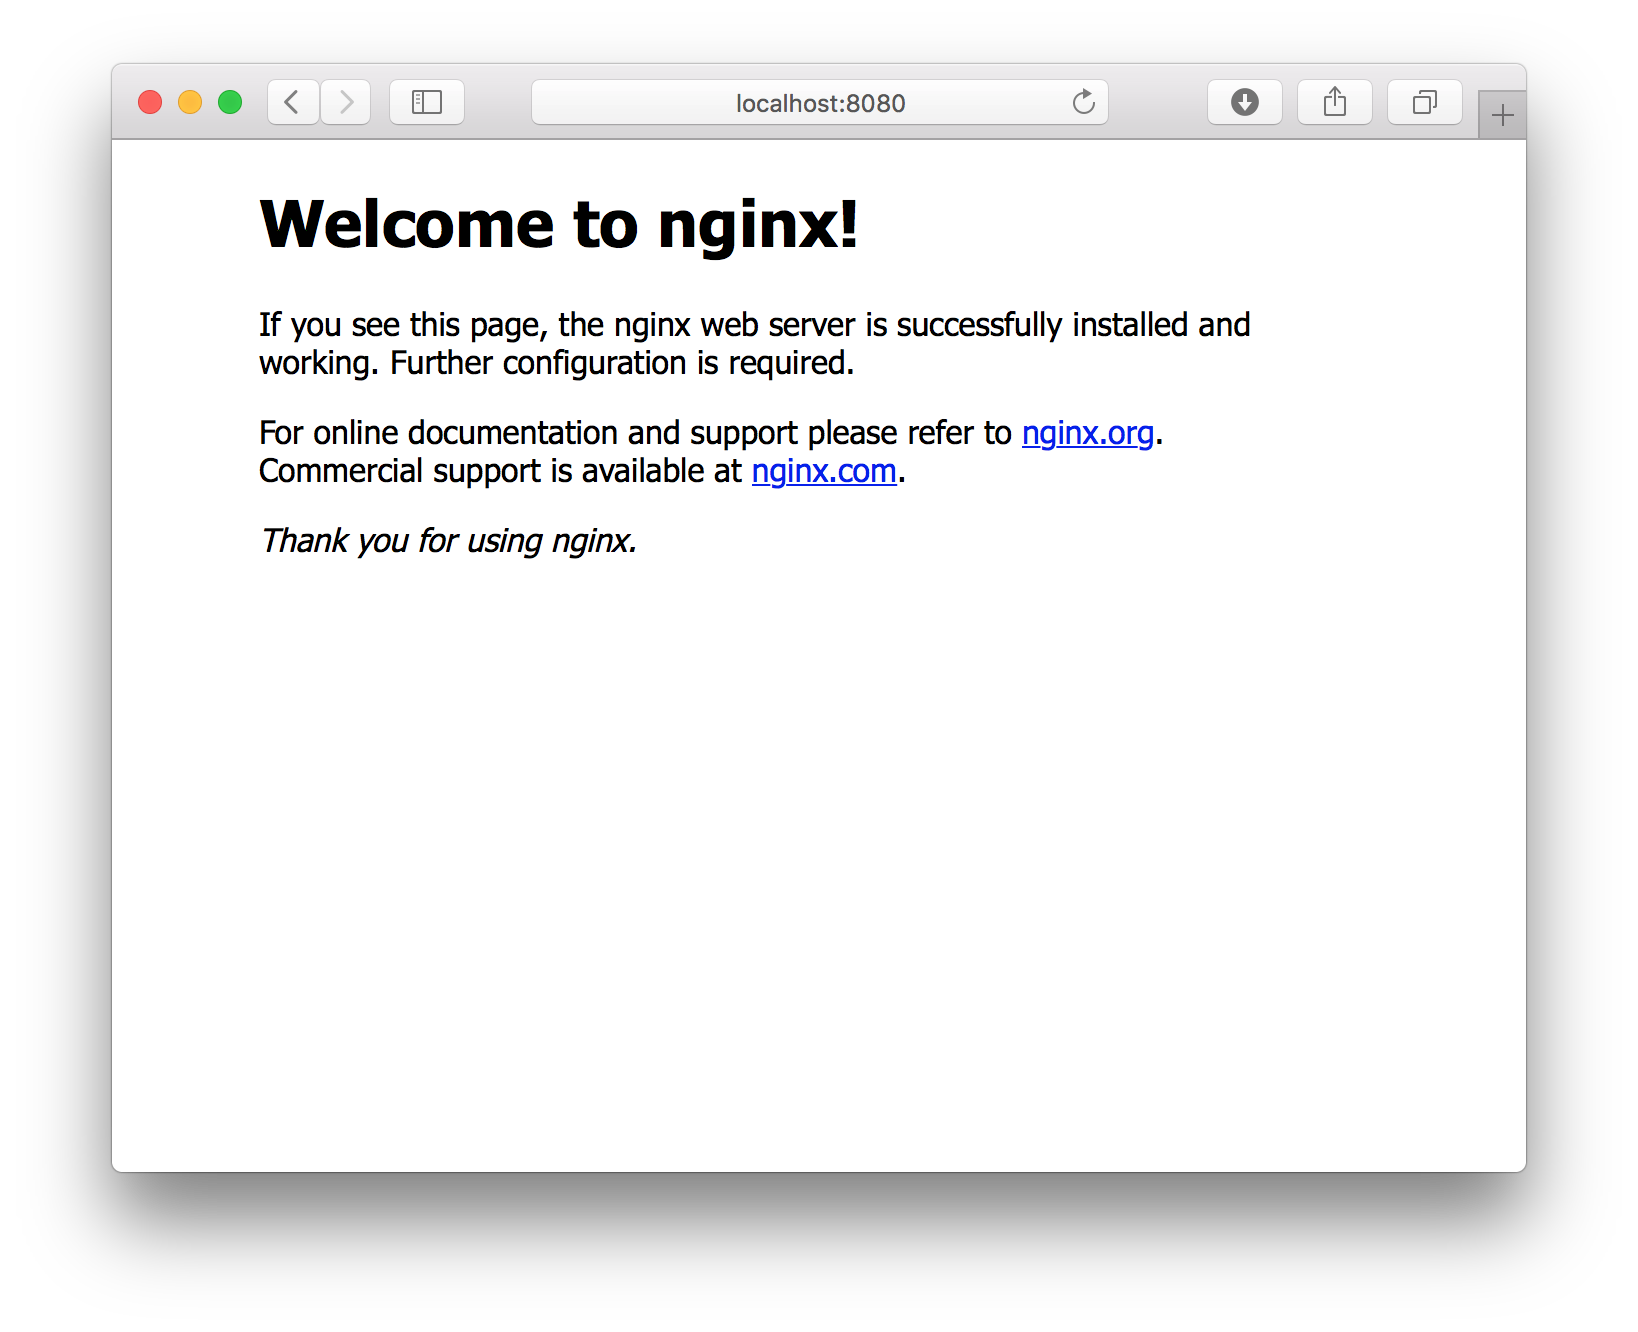 localhost:8080
Welcome to nginx!
If you see this page, the nginx web server is successfully installed and
working. Further configuration is required.
For online documentation and support please refer to nginx.org.
Commercial support is available at nginx.com.
Thank you for using nginx.